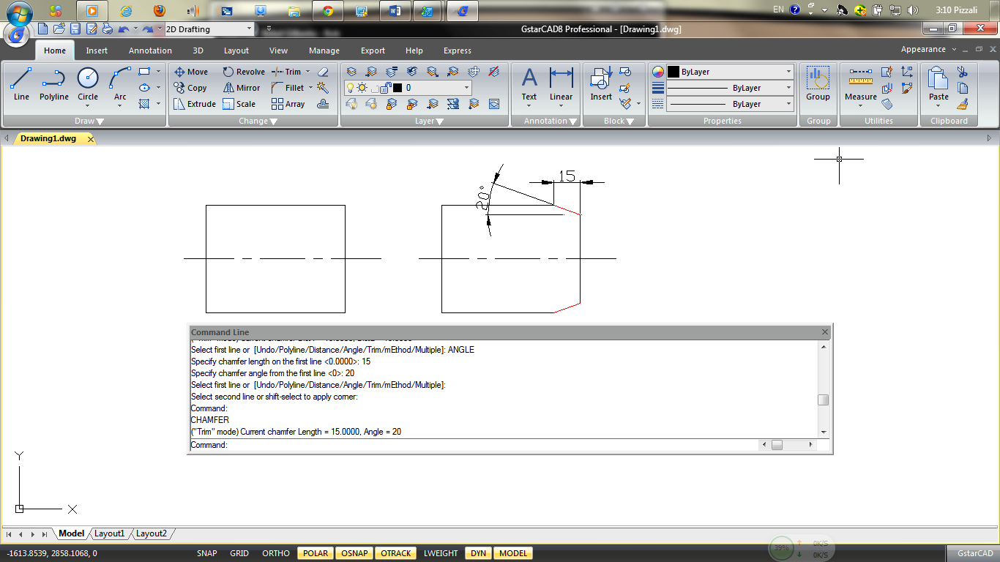 EN 3:10 Pizzali
2D Drafting GstarCAD8 Professional - [Drawing1.dwg]
Home Insert Annotation 3D Layout View Manage Export Help Express Appearance
Line Polyline Circle Arc
Move Revolve Trim
Copy Mirror Fillet
Extrude Scale Array
0
Text Linear
Insert
ByLayer
ByLayer
ByLayer
Group
Measure
Paste
Draw Change Layer Annotation Block Properties Group Utilities Clipboard
Drawing1.dwg
15
20°
Command Line
Select first line or [Undo/Polyline/Distance/Angle/Trim/mEthod/Multiple]: ANGLE
Specify chamfer length on the first line <0.0000>: 15
Specify chamfer angle from the first line <0>: 20
Select first line or [Undo/Polyline/Distance/Angle/Trim/mEthod/Multiple]:
Select second line or shift-select to apply corner:
Command:
CHAMFER
("Trim" mode) Current chamfer Length = 15.0000, Angle = 20
Command:
Y
X
Model Layout1 Layout2
-1613.8539, 2858.1068, 0 SNAP GRID ORTHO POLAR OSNAP OTRACK LWEIGHT DYN MODEL GstarCAD
39% 0K/S
0K/S